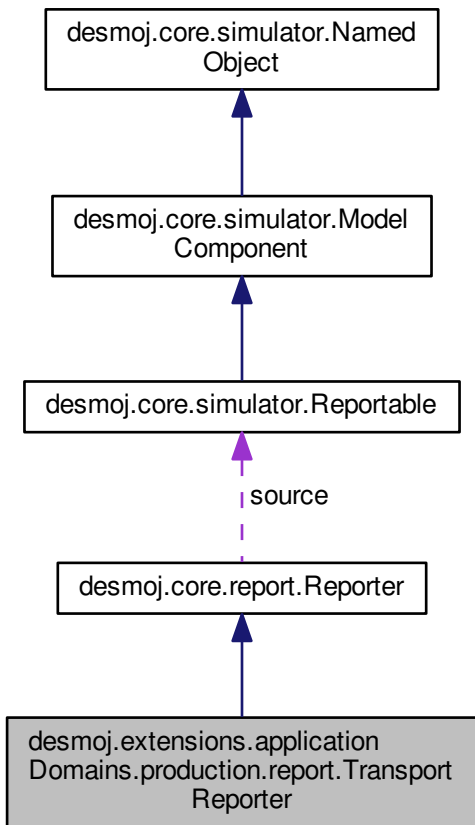 desmoj.core.simulator.Named
Object
desmoj.core.simulator.Model
Component
desmoj.core.simulator.Reportable
source
desmoj.core.report.Reporter
desmoj.extensions.application
Domains.production.report.Transport
Reporter